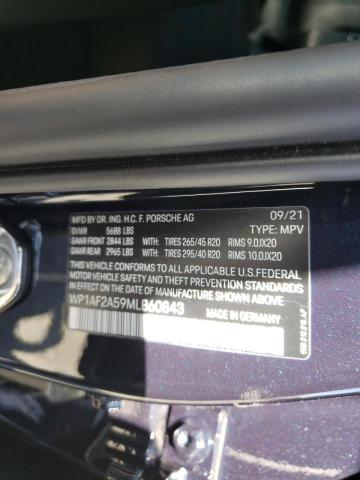 MFD BY DR. ING. H.C. F. PORSCHE AG 09/21
GVWR 5688 LBS TYPE: MPV
GAWR FRONT 2844 LBS WITH: TIRES 265/45 R20 RIMS 9.0JX20
GAWR REAR 2965 LBS WITH: TIRES 295/40 R20 RIMS 10.0JX20
THIS VEHICLE CONFORMS TO ALL APPLICABLE U.S. FEDERAL
MOTOR VEHICLE SAFETY, BUMPER, AND THEFT PREVENTION STANDARDS
IN EFFECT ON THE DATE OF MANUFACTURE SHOWN ABOVE.
WP1AF2A59MLB60843 GERMANY